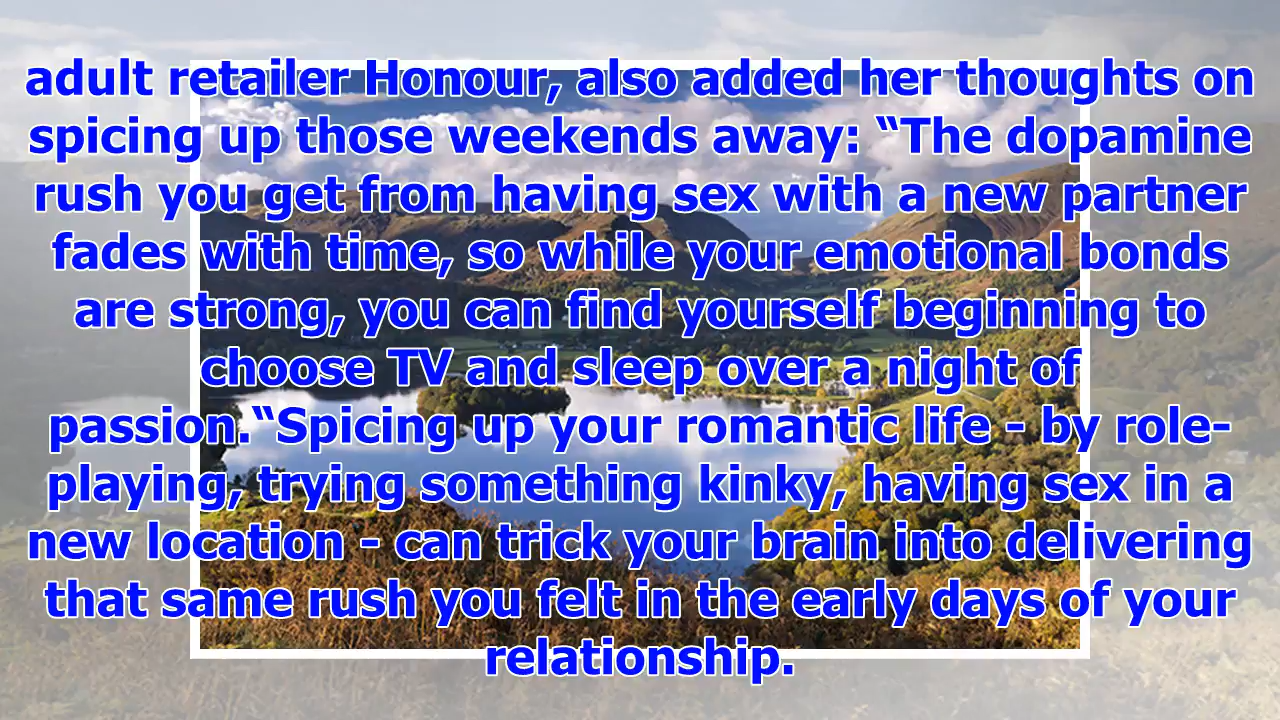 adult retailer Honour, also added her thoughts on
spicing up those weekends away: “The dopamine
rush you get from having sex with a new partner
fades with time, so while your emotional bonds
are strong, you can find yourself beginning to
choose TV and sleep over a night of
passion.“Spicing up your romantic life - by role-
playing, trying something kinky, having sex in a
new location - can trick your brain into delivering
that same rush you felt in the early days of your
relationship.